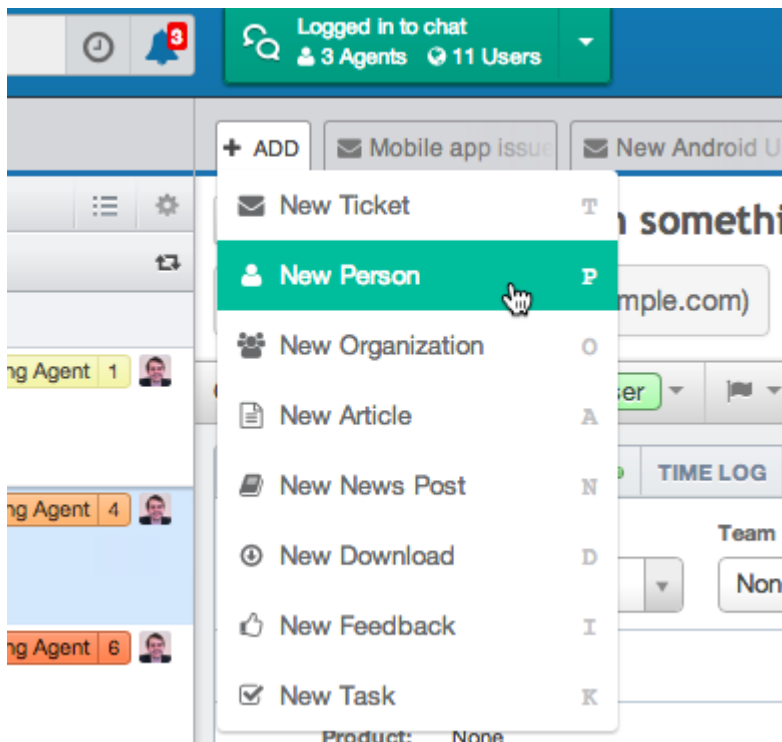 3
Logged in to chat
3 Agents 11 Users
+ ADD
Mobile app issue
New Android U
New Ticket T
somethi
New Person P
mple.com)
New Organization O
ng Agent 1
ser
New Article A
TIME LOG
New News Post N
ng Agent 4
Team
New Download D
Non
New Feedback I
ng Agent 6
New Task K
Product: None